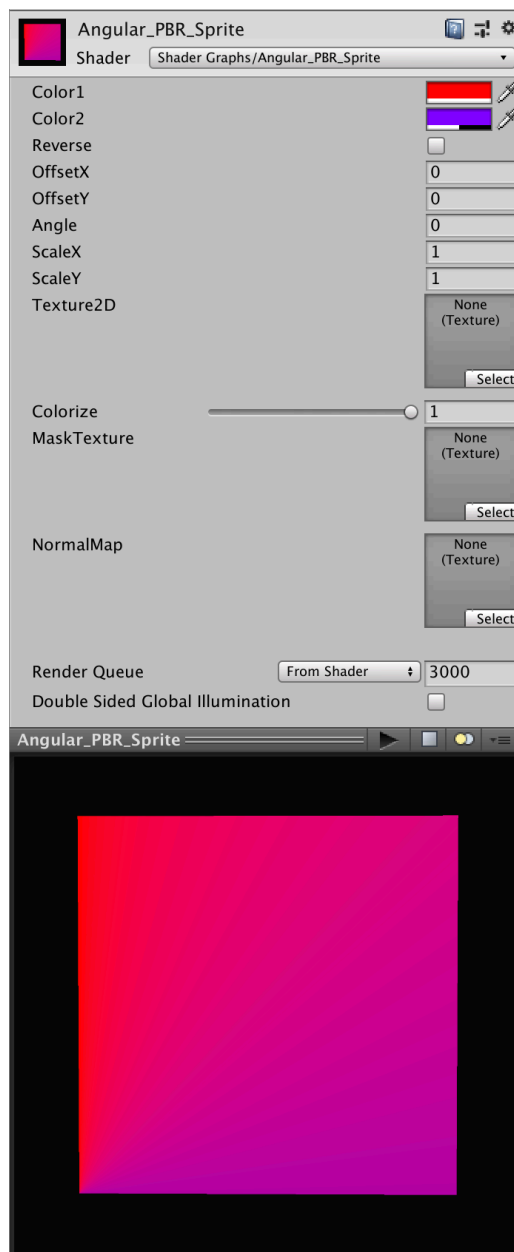 Angular_PBR_Sprite
Shader Shader Graphs/Angular_PBR_Sprite
Color1
Color2
Reverse
OffsetX 0
OffsetY 0
Angle 0
ScaleX 1
ScaleY 1
Texture2D None
(Texture)
Select
Colorize 1
MaskTexture None
(Texture)
Select
NormalMap None
(Texture)
Select
Render Queue From Shader 3000
Double Sided Global Illumination
Angular_PBR_Sprite